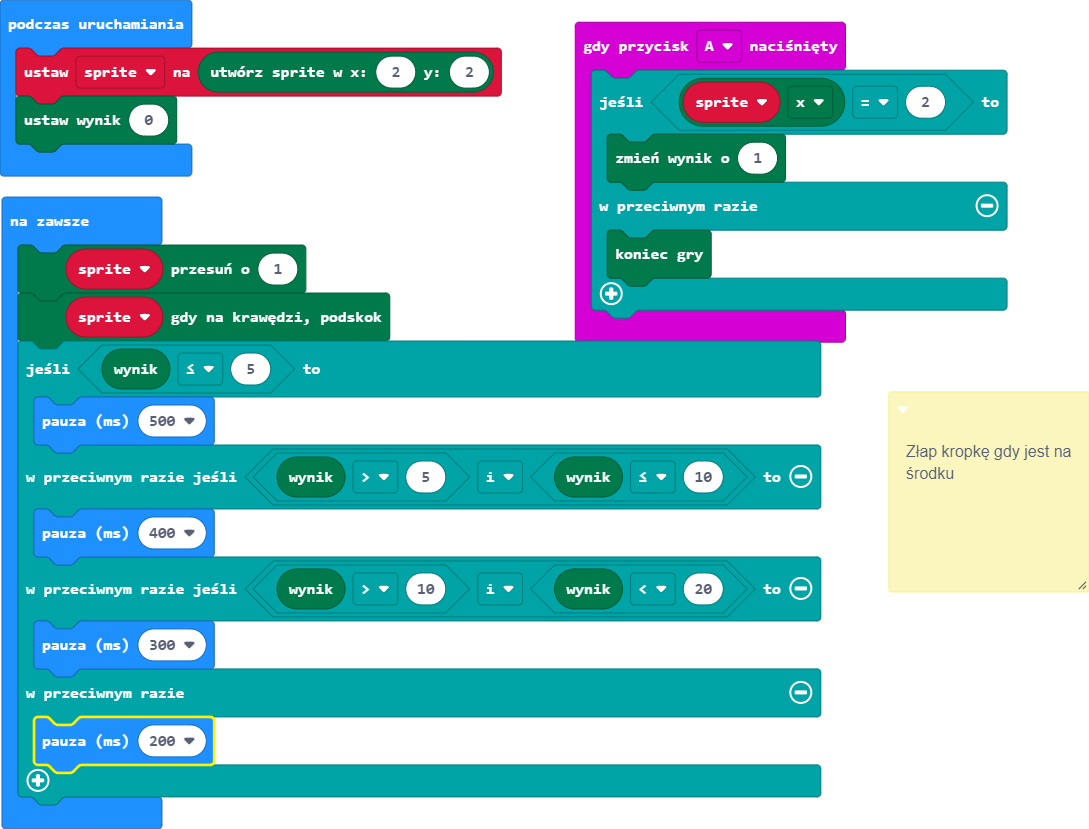 podczas uruchamiania
ustaw sprite na utwórz sprite w x: 2 y: 2
ustaw wynik 0
gdy przycisk A naciśnięty
jeśli sprite x = 2 to
zmień wynik o 1
w przeciwnym razie
koniec gry
na zawsze
sprite przesuń o 1
sprite gdy na krawędzi, podskok
jeśli wynik ≤ 5 to
pauza (ms) 500
w przeciwnym razie jeśli wynik > 5 i wynik ≤ 10 to
pauza (ms) 400
w przeciwnym razie jeśli wynik > 10 i wynik < 20 to
pauza (ms) 300
w przeciwnym razie
pauza (ms) 200
Złap kropkę gdy jest na
środku